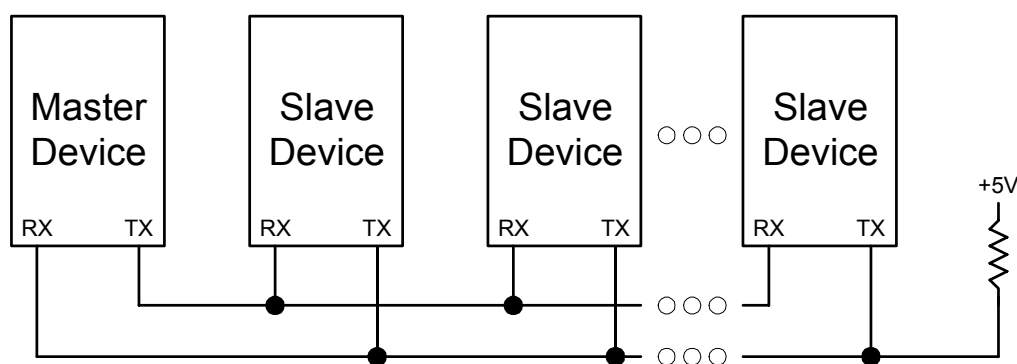 Master
Device
Slave
Device
Slave
Device
Slave
Device
+5V
RX TX RX TX RX TX RX TX